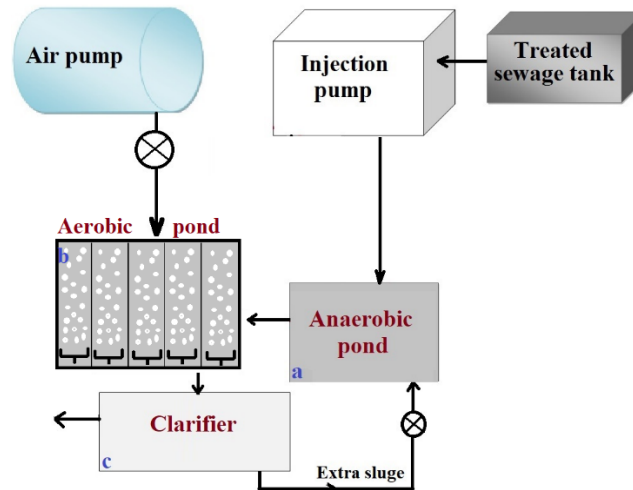 Air pump
Injection
pump
Treated
sewage tank
Aerobic pond
b
Anaerobic
pond
a
Clarifier
c
Extra sluge